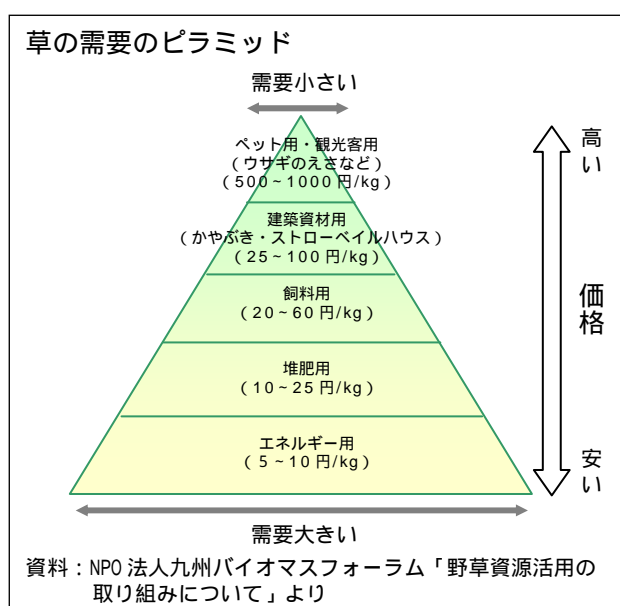 草の需要のピラミッド
需要小さい
ペット用・観光客用
(ウサギのえさなど)
(500~1000円/kg)
建築資材用
(かやぶき・ストローベイルハウス)
(25~100円/kg)
飼料用
(20~60円/kg)
堆肥用
(10~25円/kg)
エネルギー用
(5~10円/kg)
高い
価格
安い
需要大きい
資料:NPO法人九州バイオマスフォーラム「野草資源活用の
取り組みについて」より